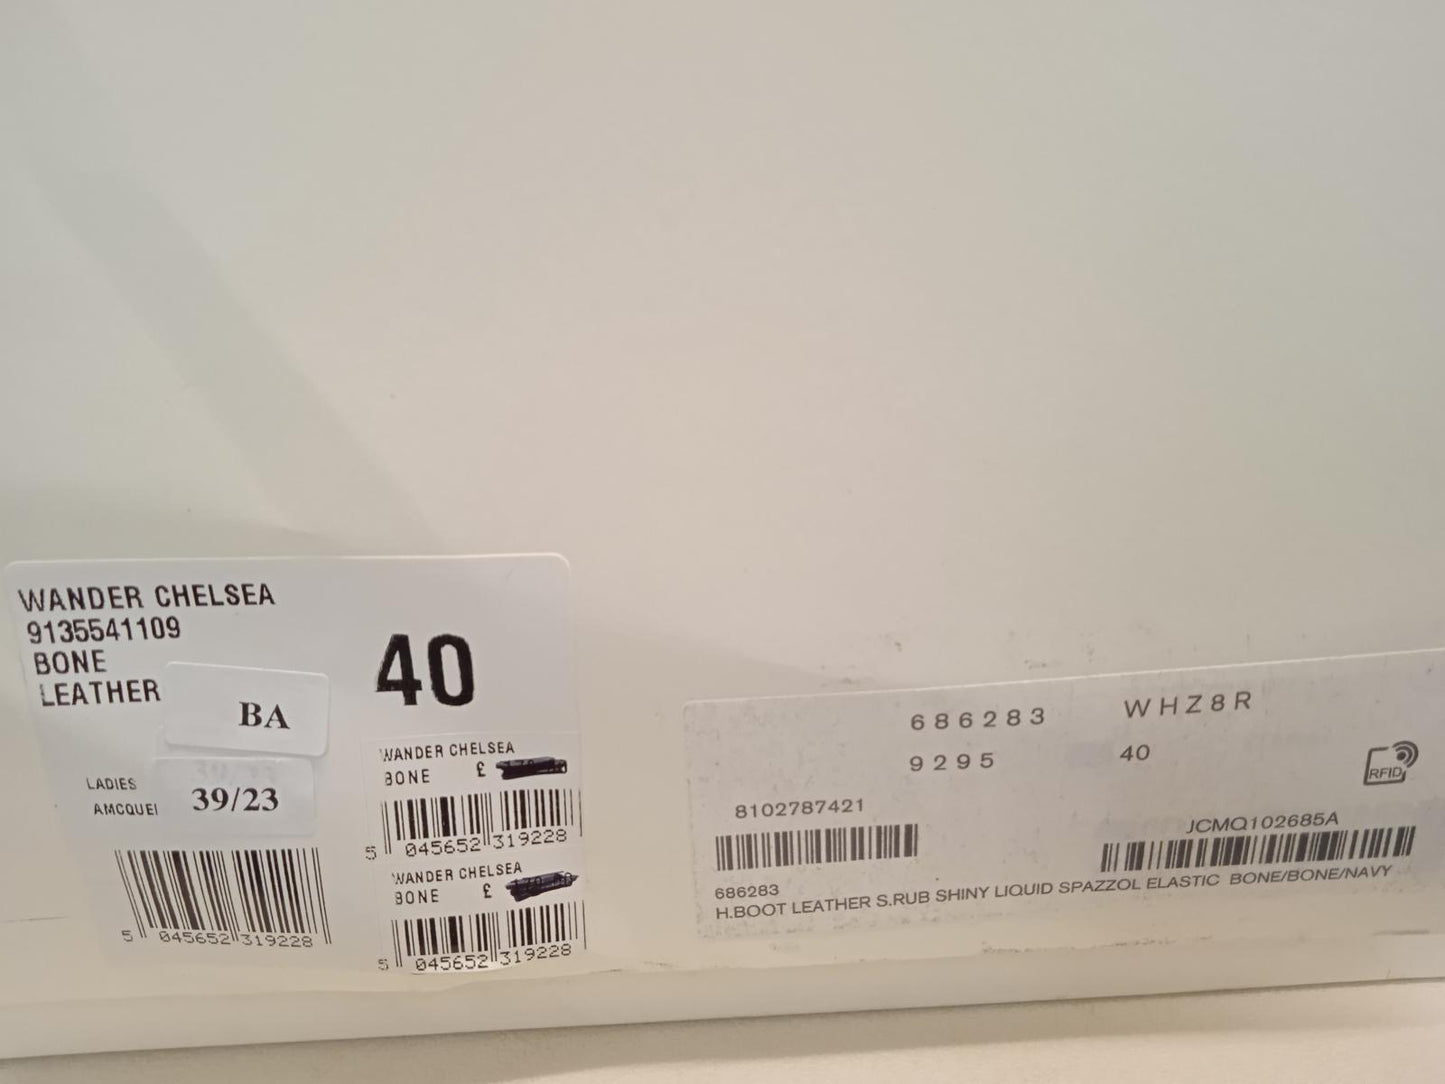 WANDER CHELSEA
9135541109
BONE
LEATHER
40
BA
LADIES
AMCQUE
39/23
5 045652 319228
WANDER CHELSEA
BONE £
5 045652 319228
WANDER CHELSEA
BONE £
5 045652 319228
686283 WHZ8R
9295 40
RFID
8102787421
JCMQ102685A
686283
H.BOOT LEATHER S.RUB SHINY LIQUID SPAZZOL ELASTIC BONE/BONE/NAVY